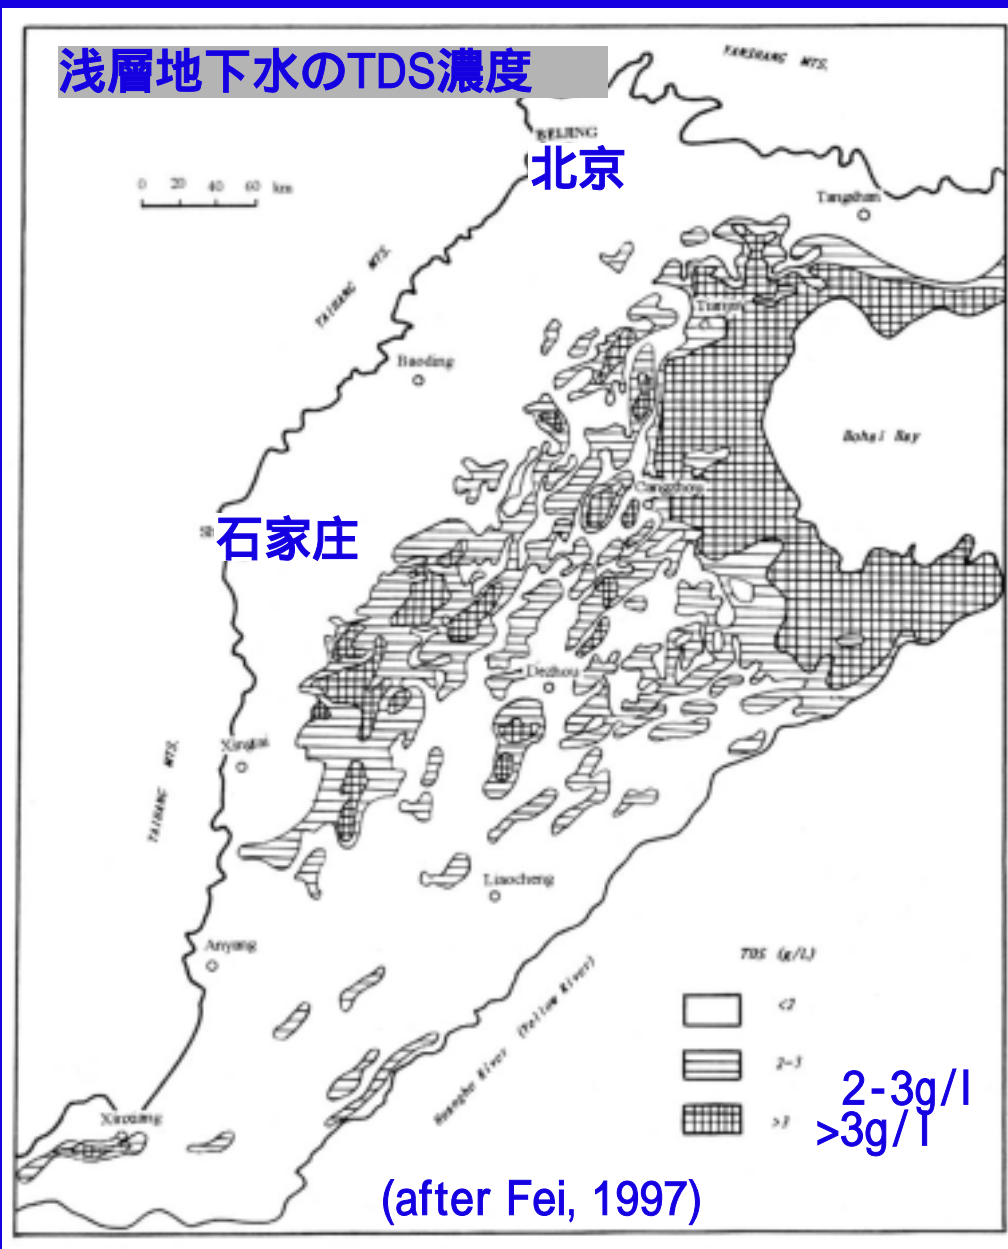 浅層地下水のTDS濃度
YANSHANG MTS.
BEIJING
北京
0 20 40 60 km
Tangshan
TAIHANG MTS.
Tianjin
Baoding
Bohai Bay
Cangzhou
石家庄
Dezhou
Xingtai
TAIHANG MTS.
Liaocheng
Anyang
TDS (g/l)
<2
Huanghe River (Yellow River)
2-3
2-3g/l
>3
>3g/l
Xinxiang
(after Fei, 1997)